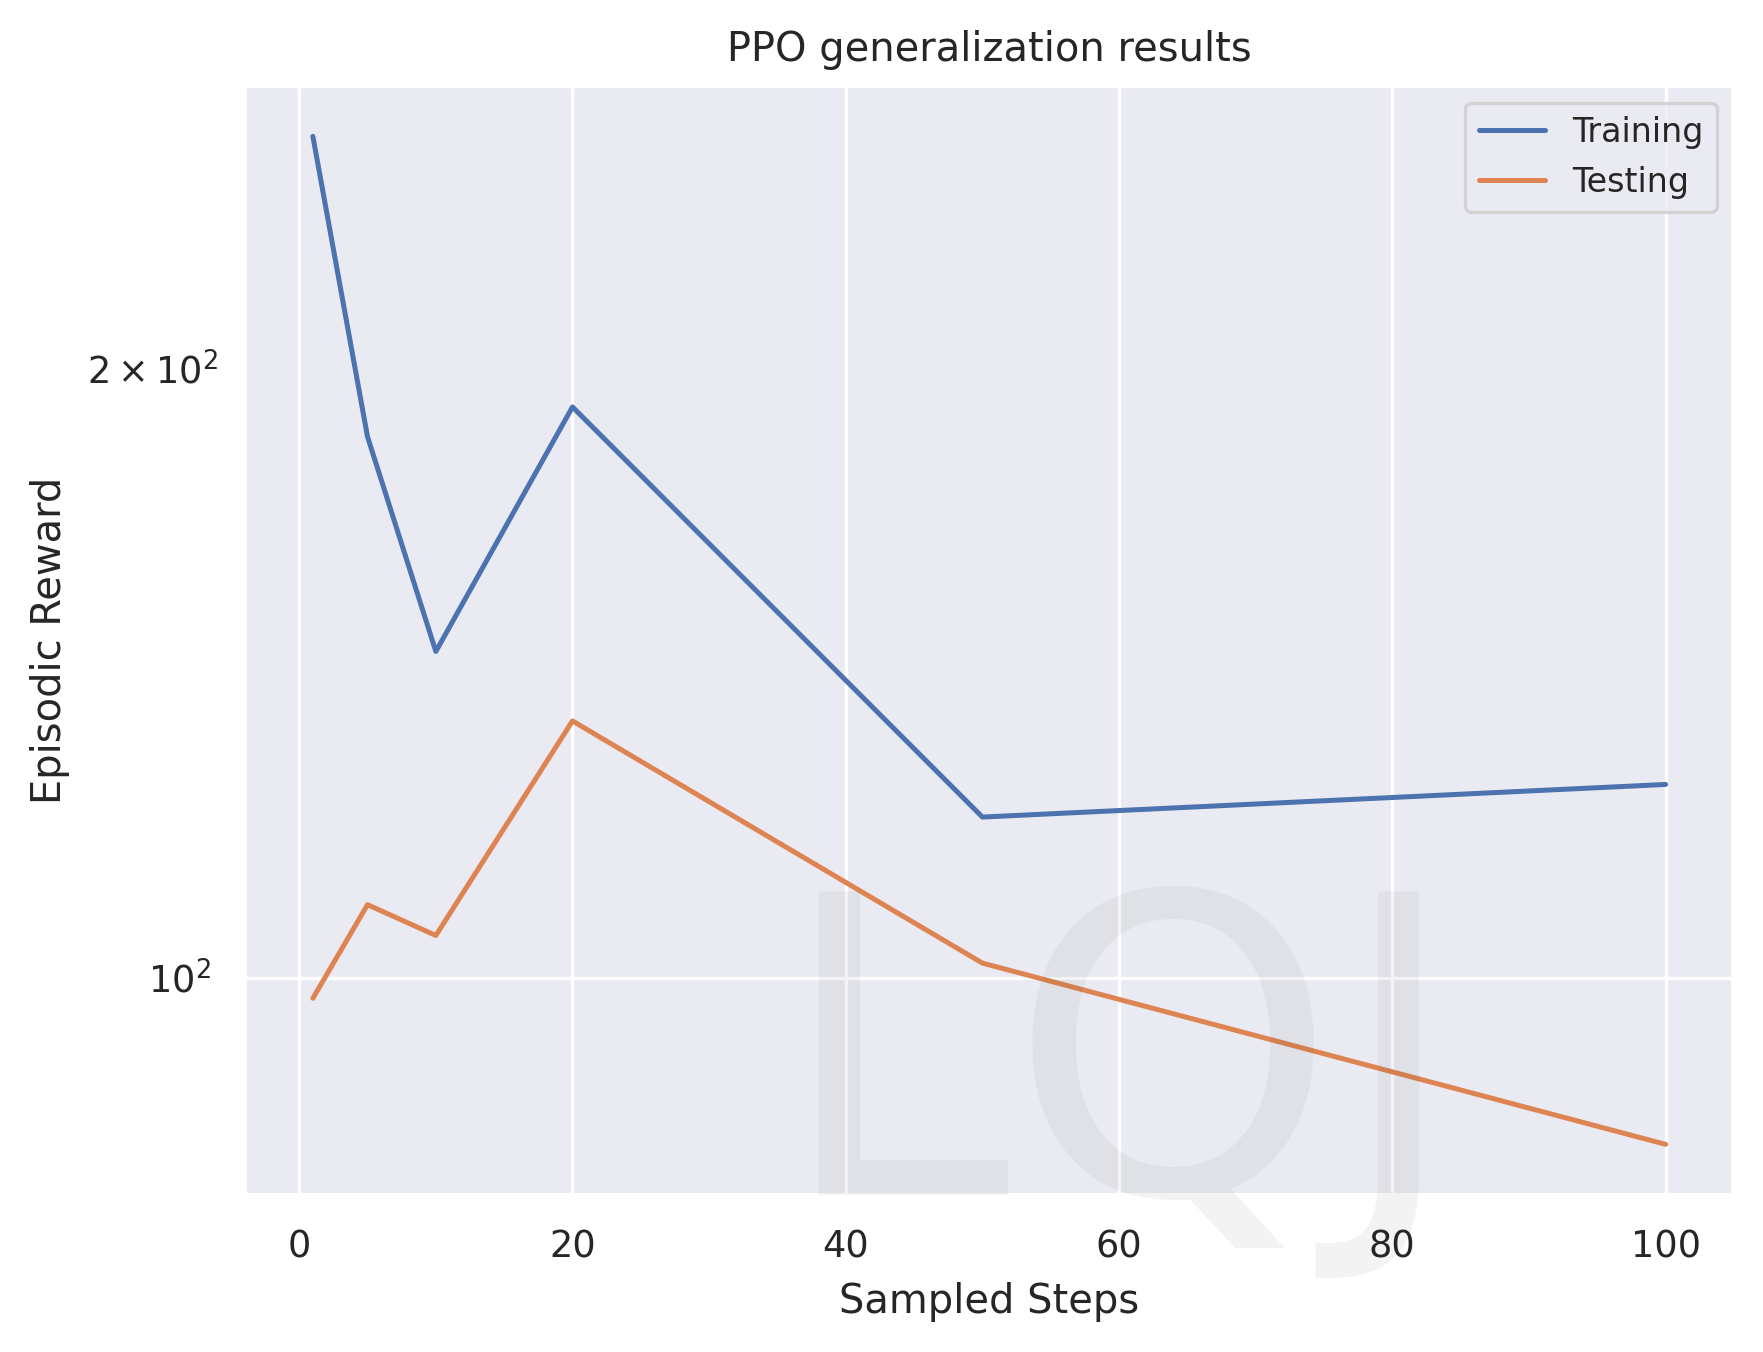 PPO generalization results
Training
Testing
2 × 10²
10²
Episodic Reward
0 20 40 60 80 100
Sampled Steps
LQJ